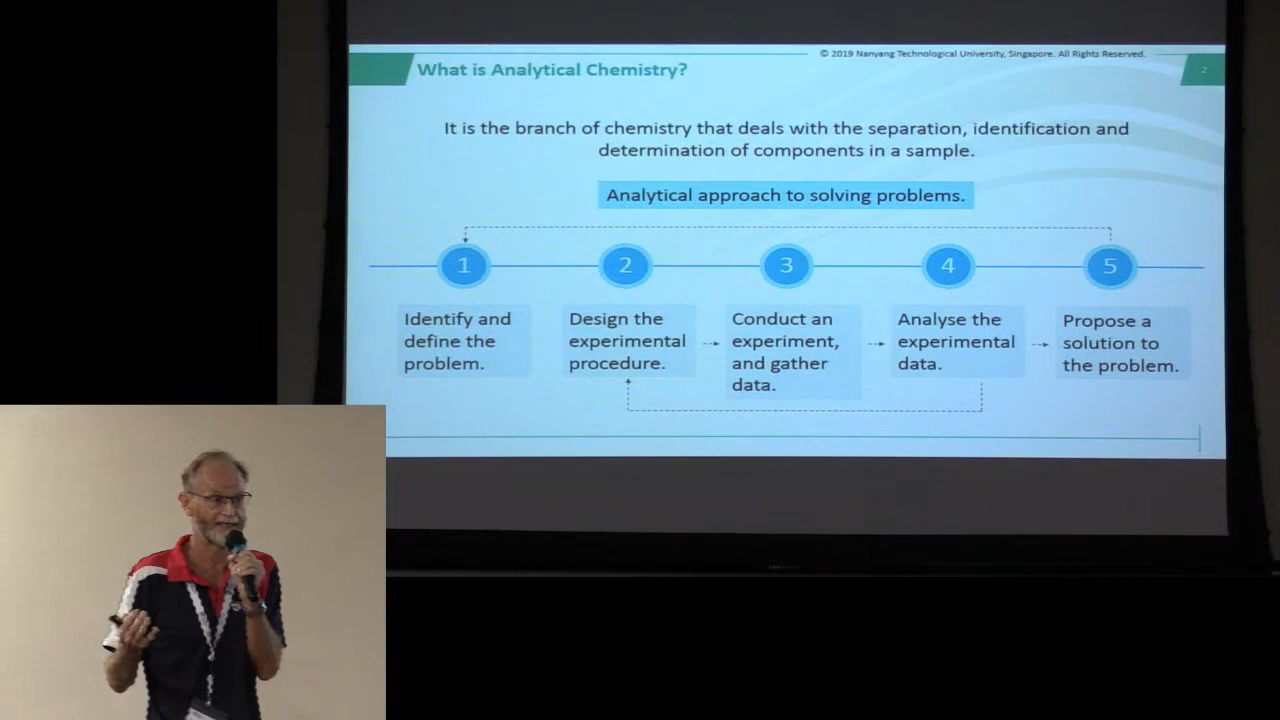 © 2019 Nanyang Technological University, Singapore. All Rights Reserved.
What is Analytical Chemistry?
2
It is the branch of chemistry that deals with the separation, identification and
determination of components in a sample.
Analytical approach to solving problems.
1
2
3
4
5
Identify and
define the
problem.
Design the
experimental
procedure.
Conduct an
experiment,
and gather
data.
Analyse the
experimental
data.
Propose a
solution to
the problem.